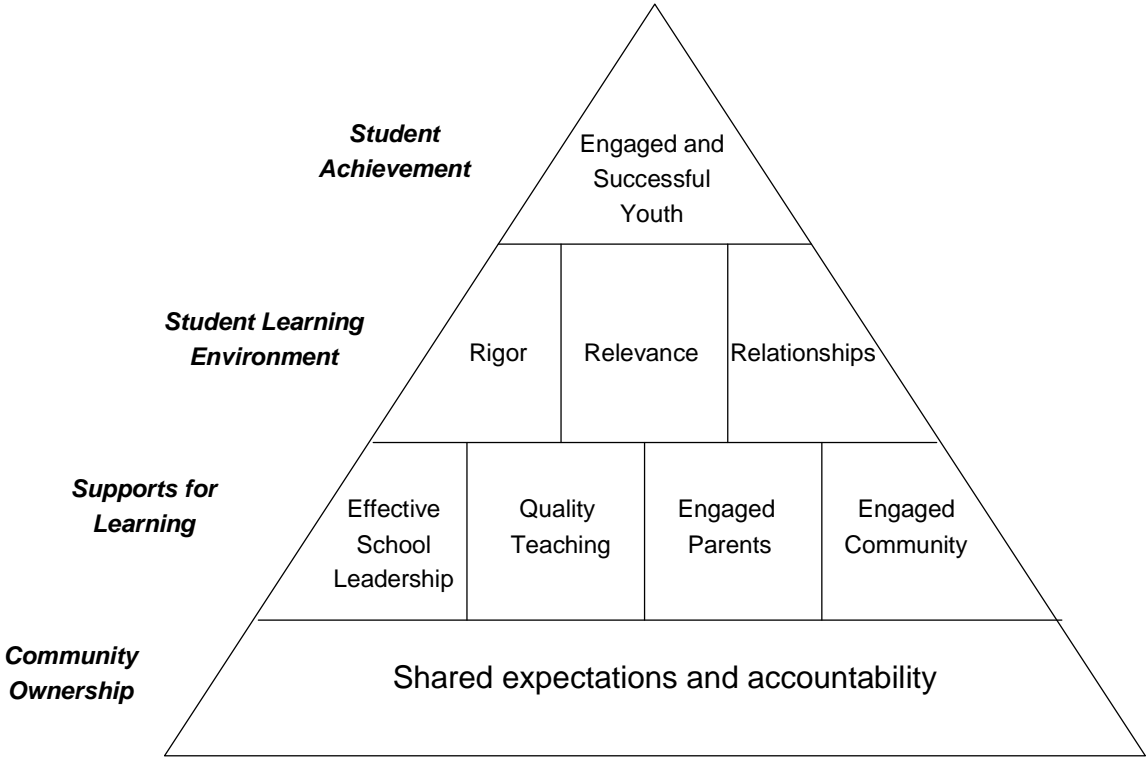 Student
Achievement
Engaged and
Successful
Youth
Student Learning
Environment
Rigor
Relevance
Relationships
Supports for
Learning
Effective
School
Leadership
Quality
Teaching
Engaged
Parents
Engaged
Community
Community
Ownership
Shared expectations and accountability